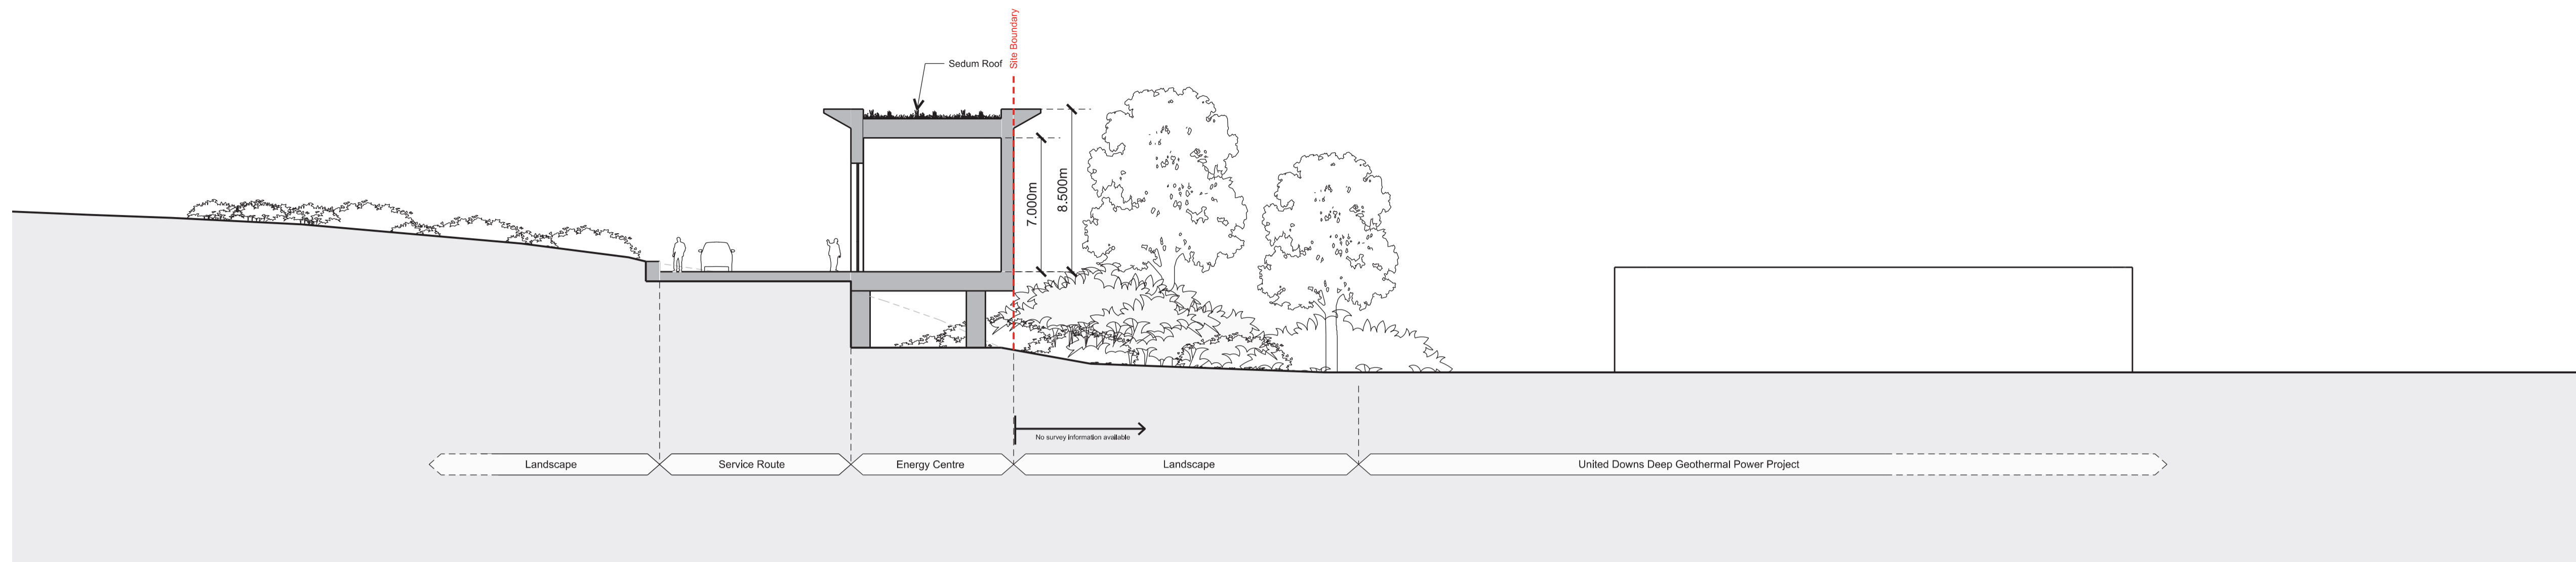 Site Boundary
Sedum Roof
7.000m
8.500m
No survey information available
Landscape
Service Route
Energy Centre
Landscape
United Downs Deep Geothermal Power Project